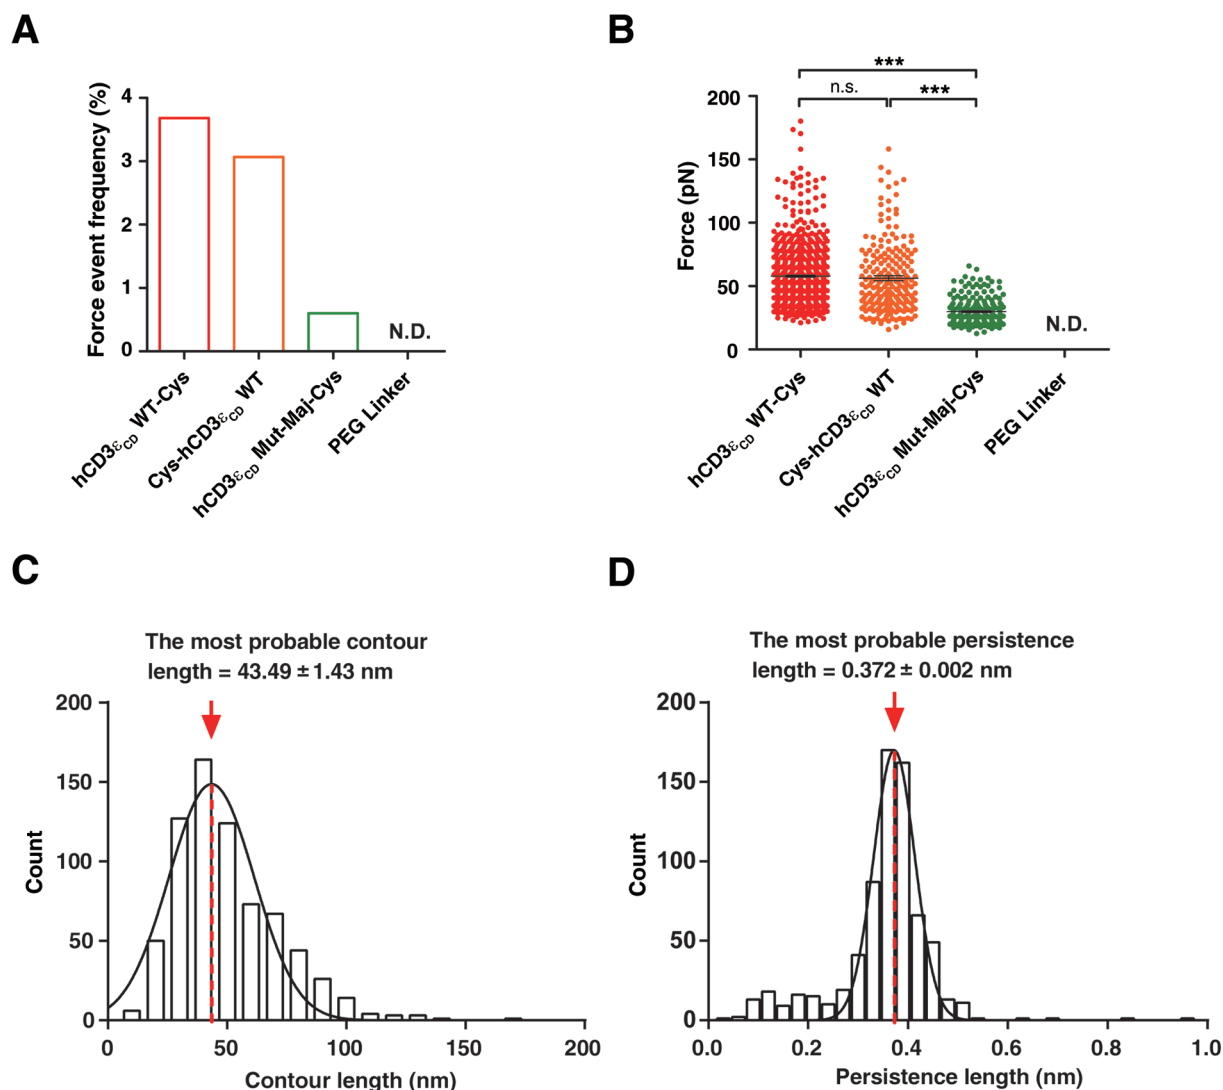 A
Force event frequency (%)
4
3
2
1
0
N.D.
hCD3εCD WT-Cys
Cys-hCD3εCD WT
hCD3εCD Mut-Maj-Cys
PEG Linker
B
Force (pN)
200
150
100
50
0
***
n.s.
***
N.D.
hCD3εCD WT-Cys
Cys-hCD3εCD WT
hCD3εCD Mut-Maj-Cys
PEG Linker
C
The most probable contour
length = 43.49 ± 1.43 nm
Count
200
150
100
50
0
0 50 100 150 200
Contour length (nm)
D
The most probable persistence
length = 0.372 ± 0.002 nm
Count
200
150
100
50
0
0.0 0.2 0.4 0.6 0.8 1.0
Persistence length (nm)